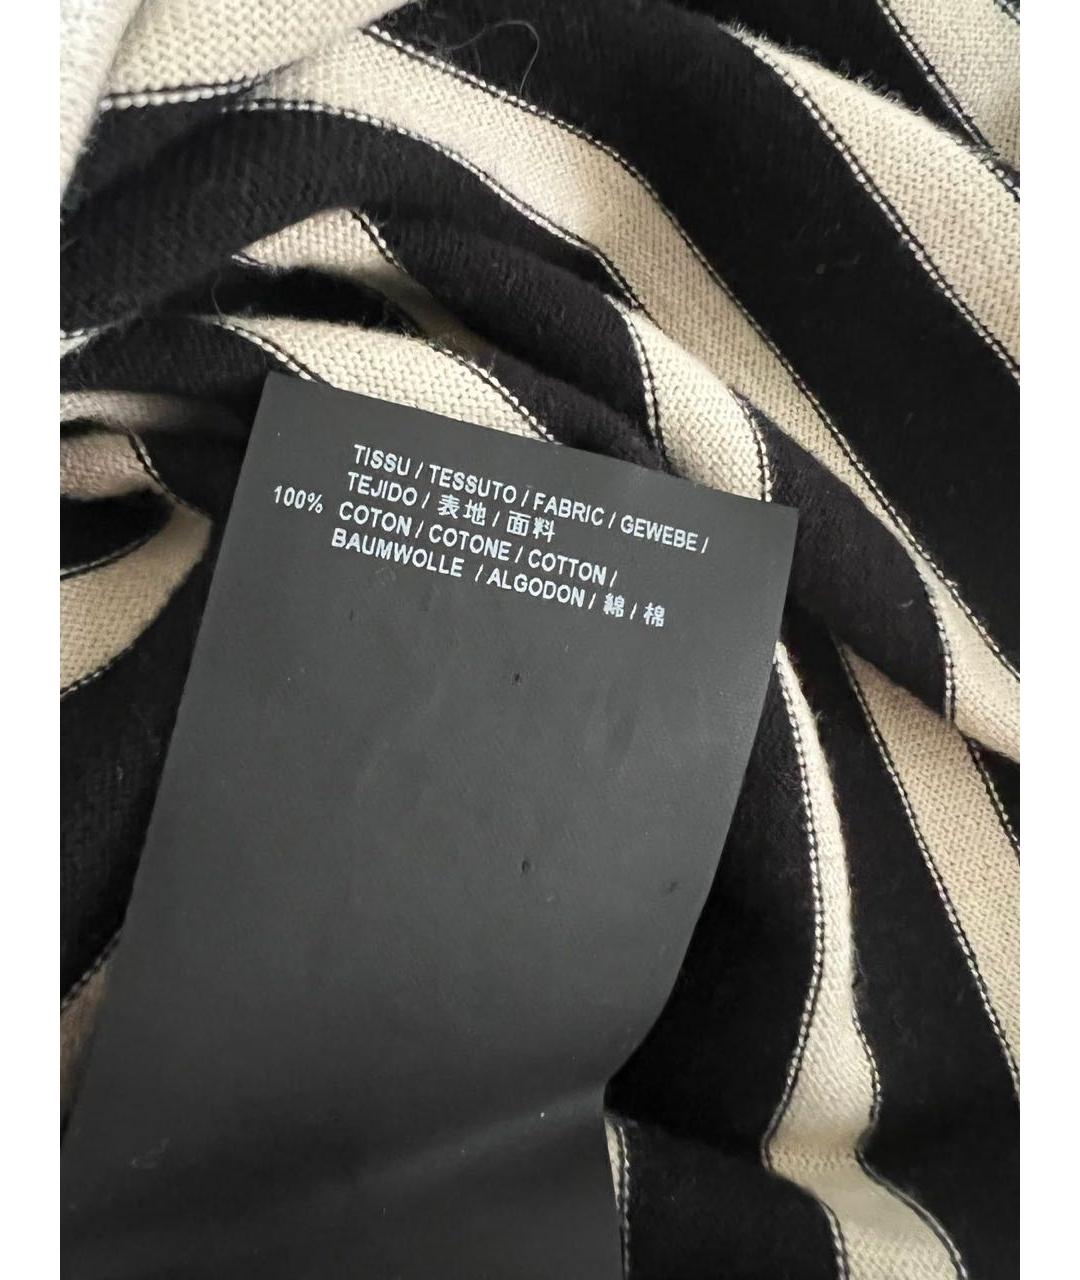 TISSU / TESSUTO / FABRIC / GEWEBE /
TEJIDO / 表地 / 面料
100% COTON / COTONE / COTTON /
BAUMWOLLE / ALGODON / 綿 / 棉